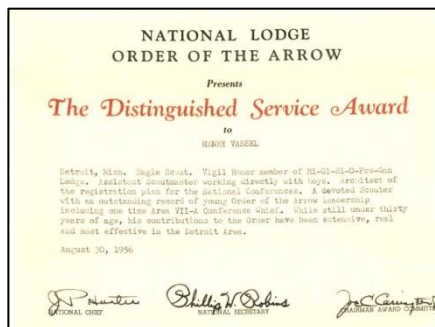 NATIONAL LODGE
ORDER OF THE ARROW
Presents
The Distinguished Service Award
to
HENRY VASSEL
Detroit, Mich. Eagle Scout. Vigil Honor member of Mi-Gi-Si-O-Paw-Gan
Lodge. Assistant Scoutmaster working directly with boys. Architect of
the registration plan for the National Conferences. A devoted Scouter
with an outstanding record of young Order of the Arrow leadership
including one time Area VII-A Conference Chief. While still under thirty
years of age, his contributions to the Order have been extensive, real
and most effective in the Detroit Area.
August 30, 1956
J P Hunter Phillip W. Robins Jos C. Carrington
NATIONAL CHIEF NATIONAL SECRETARY CHAIRMAN AWARD COMMITTEE